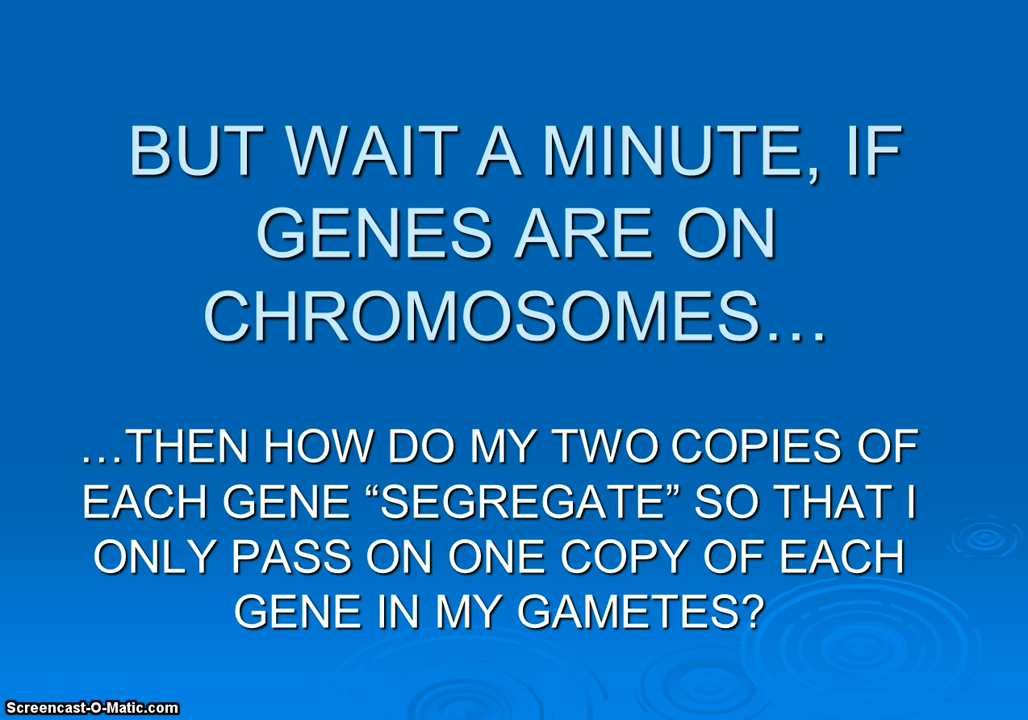 BUT WAIT A MINUTE, IF
GENES ARE ON
CHROMOSOMES…
…THEN HOW DO MY TWO COPIES OF
EACH GENE “SEGREGATE” SO THAT I
ONLY PASS ON ONE COPY OF EACH
GENE IN MY GAMETES?
Screencast-O-Matic.com